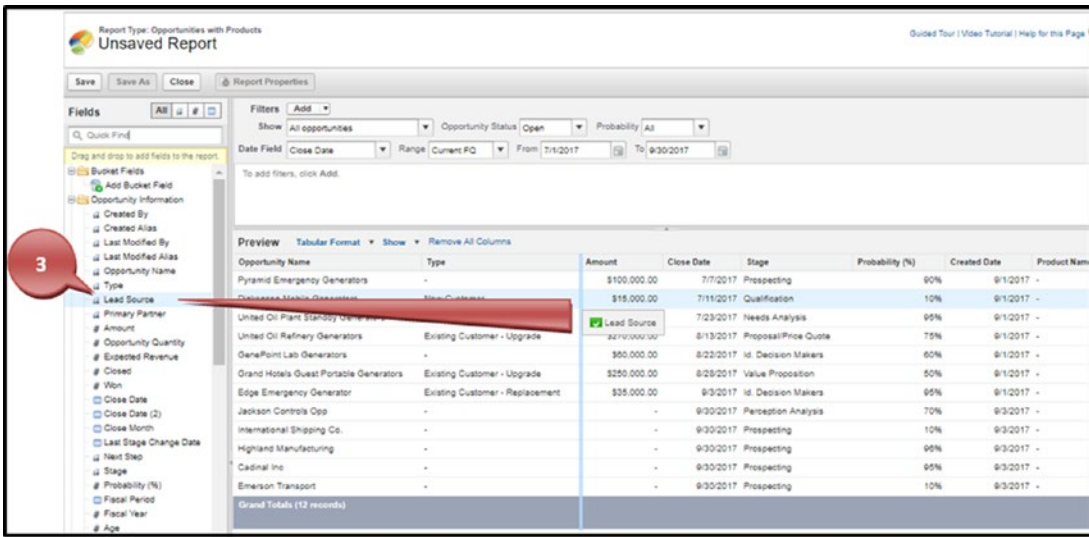 Report Type: Opportunities with Products
Unsaved Report
Guided Tour | Video Tutorial | Help for this Page
Save Save As Close Report Properties
Fields All #
Quick Find
Drag and drop to add fields to the report.
Bucket Fields
Add Bucket Field
Opportunity Information
Created By
Created Alias
Last Modified By
Last Modified Alias
Opportunity Name
Type
Lead Source
Primary Partner
# Amount
# Opportunity Quantity
# Expected Revenue
# Closed
# Won
Close Date
Close Date (2)
Close Month
Last Stage Change Date
Next Step
Stage
# Probability (%)
Fiscal Period
# Fiscal Year
# Age
3
Filters Add
Show All opportunities Opportunity Status Open Probability All
Date Field Close Date Range Current FQ From 7/1/2017 To 9/30/2017
To add filters, click Add.
Preview Tabular Format Show Remove All Columns
Opportunity Name Type Amount Close Date Stage Probability (%) Created Date Product Name
Pyramid Emergency Generators - $100,000.00 7/7/2017 Prospecting 90% 9/1/2017 -
Generators New Customer $15,000.00 7/11/2017 Qualification 10% 9/1/2017 -
United Oil Plant Standby 7/23/2017 Needs Analysis 95% 9/1/2017 -
Lead Source
United Oil Refinery Generators Existing Customer - Upgrade $270,000.00 8/13/2017 Proposal/Price Quote 75% 9/1/2017 -
GenePoint Lab Generators - $60,000.00 8/22/2017 Id. Decision Makers 60% 9/1/2017 -
Grand Hotels Guest Portable Generators Existing Customer - Upgrade $250,000.00 8/28/2017 Value Proposition 50% 9/1/2017 -
Edge Emergency Generator Existing Customer - Replacement $35,000.00 9/3/2017 Id. Decision Makers 95% 9/1/2017 -
Jackson Controls Opp - - 9/30/2017 Perception Analysis 70% 9/3/2017 -
International Shipping Co. - - 9/30/2017 Prospecting 10% 9/3/2017 -
Highland Manufacturing - - 9/30/2017 Prospecting 96% 9/3/2017 -
Cadinal Inc - - 9/30/2017 Prospecting 95% 9/3/2017 -
Emerson Transport - - 9/30/2017 Prospecting 10% 9/3/2017 -
Grand Totals (12 records)